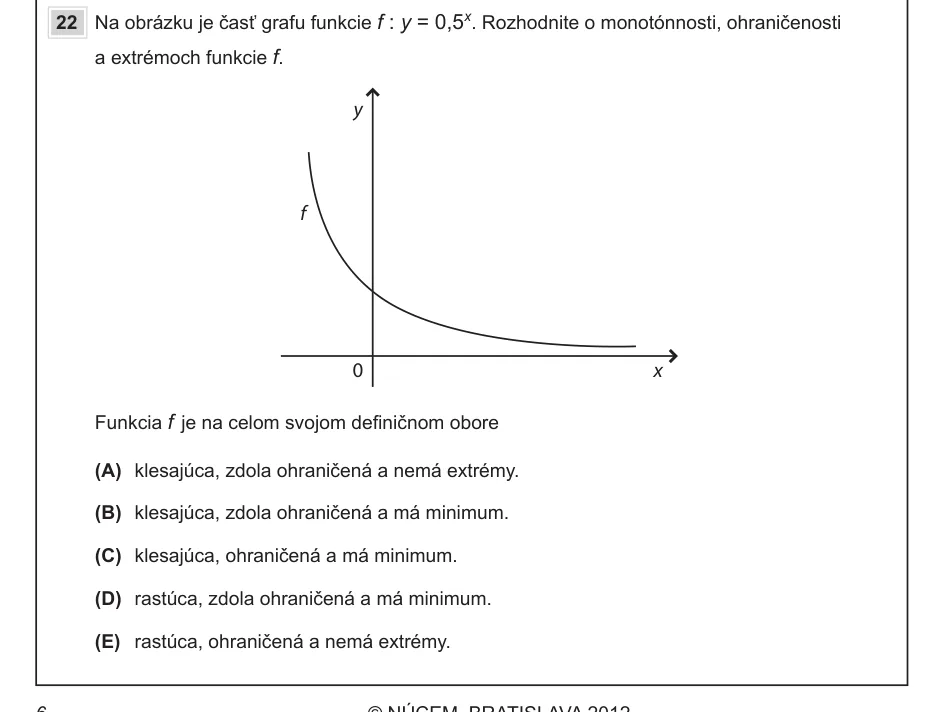 22 Na obrázku je časť grafu funkcie f : y = 0,5ˣ. Rozhodnite o monotónnosti, ohraničenosti
a extrémoch funkcie f.
y
f
0
x
Funkcia f je na celom svojom definičnom obore
(A) klesajúca, zdola ohraničená a nemá extrémy.
(B) klesajúca, zdola ohraničená a má minimum.
(C) klesajúca, ohraničená a má minimum.
(D) rastúca, zdola ohraničená a má minimum.
(E) rastúca, ohraničená a nemá extrémy.
6 © NÚCEM, BRATISLAVA 2012